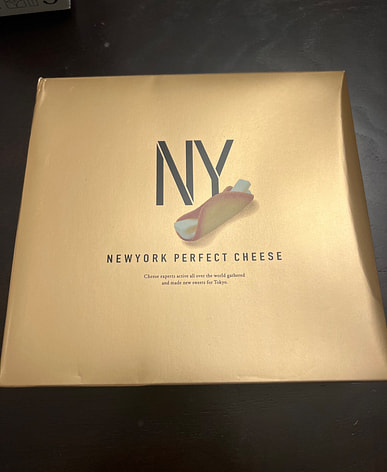 NY
NEWYORK PERFECT CHEESE
Cheese experts active all over the world gathered
and made new sweets for Tokyo.